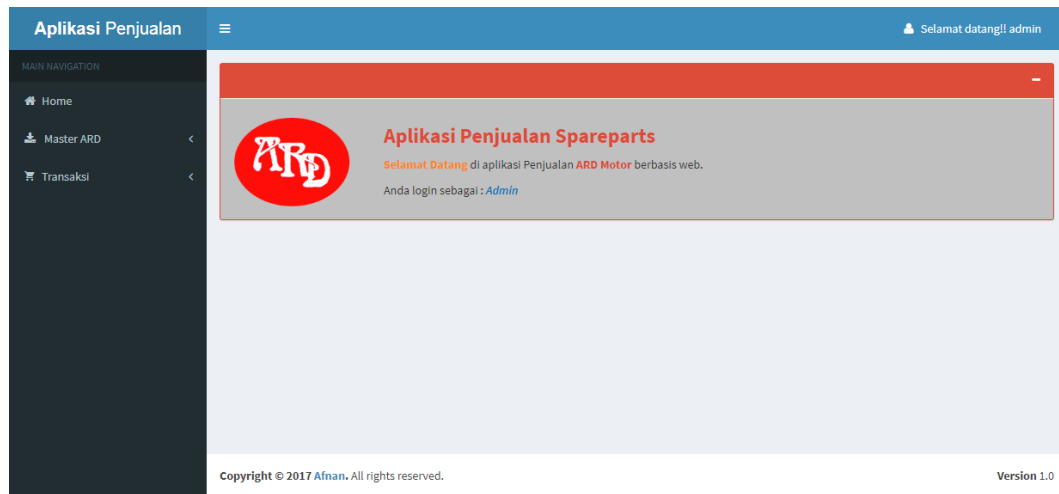 Aplikasi Penjualan
Selamat datang!! admin
MAIN NAVIGATION
Home
Master ARD
Transaksi
ARD
Aplikasi Penjualan Spareparts
Selamat Datang di aplikasi Penjualan ARD Motor berbasis web.
Anda login sebagai : Admin
Copyright © 2017 Afnan. All rights reserved.
Version 1.0